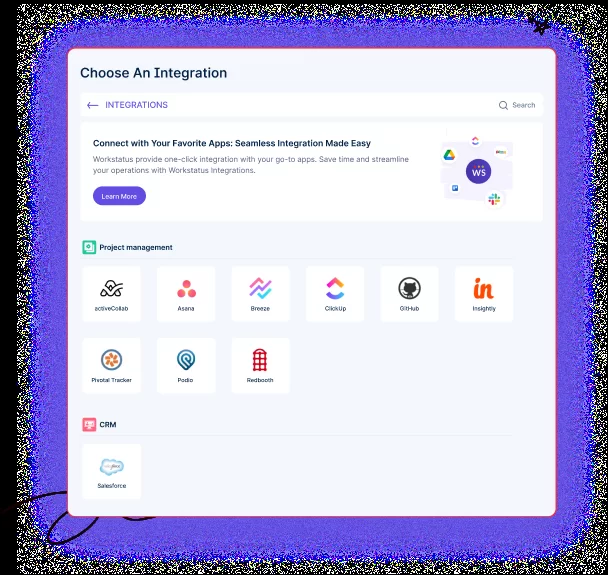 Choose An Integration
INTEGRATIONS
Search
Connect with Your Favorite Apps: Seamless Integration Made Easy
Workstatus provide one-click integration with your go-to apps. Save time and streamline
your operations with Workstatus Integrations.
Learn More
WS
Project management
activeCollab
Asana
Breeze
ClickUp
GitHub
Insightly
in
Pivotal Tracker
Podio
Redbooth
CRM
Salesforce